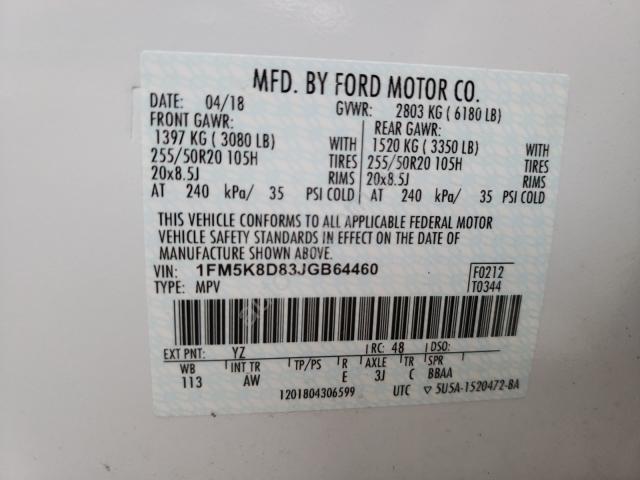 MFD. BY FORD MOTOR CO.
DATE: 04/18 GVWR: 2803 KG ( 6180 LB)
FRONT GAWR: REAR GAWR:
1397 KG ( 3080 LB) WITH 1520 KG ( 3350 LB) WITH
255/50R20 105H TIRES 255/50R20 105H TIRES
20x8.5J RIMS 20x8.5J RIMS
AT 240 kPa/ 35 PSI COLD AT 240 kPa/ 35 PSI COLD
THIS VEHICLE CONFORMS TO ALL APPLICABLE FEDERAL MOTOR
VEHICLE SAFETY STANDARDS IN EFFECT ON THE DATE OF
MANUFACTURE SHOWN ABOVE.
VIN: 1FM5K8D83JGB64460 F0212
TYPE: MPV T0344
EXT PNT: YZ RC: 48 DSO:
WB INT TR TP/PS R AXLE TR SPR
113 AW E 3J C BBAA
1201804306599 UTC 5U5A-1520472-BA